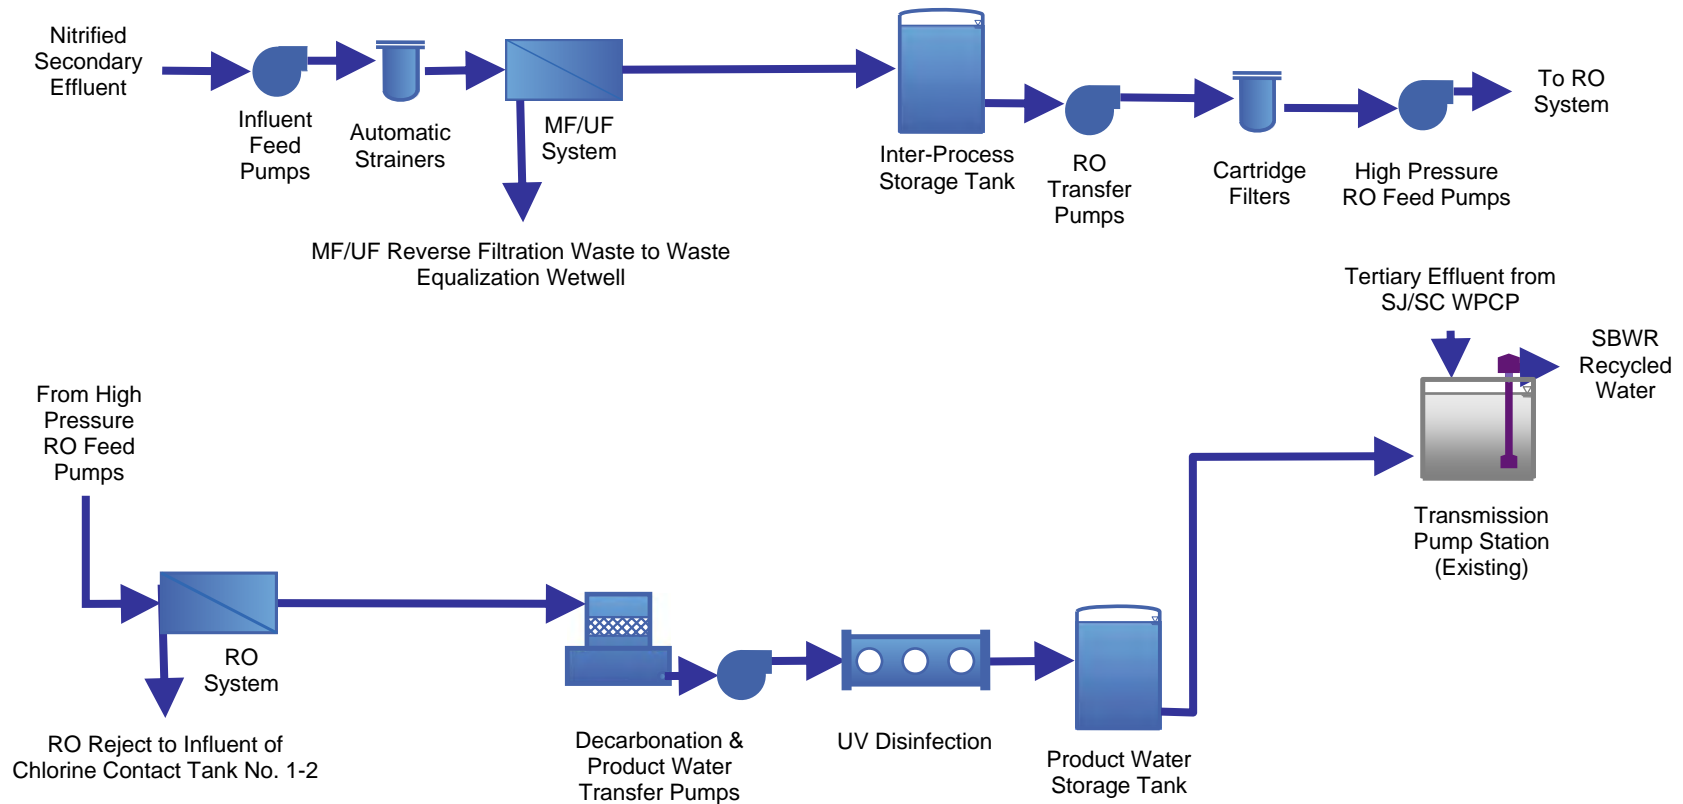 Nitrified
Secondary
Effluent
Influent
Feed
Pumps
Automatic
Strainers
MF/UF
System
MF/UF Reverse Filtration Waste to Waste
Equalization Wetwell
Inter-Process
Storage Tank
RO
Transfer
Pumps
Cartridge
Filters
High Pressure
RO Feed Pumps
To RO
System
Tertiary Effluent from
SJ/SC WPCP
SBWR
Recycled
Water
Transmission
Pump Station
(Existing)
From High
Pressure
RO Feed
Pumps
RO
System
RO Reject to Influent of
Chlorine Contact Tank No. 1-2
Decarbonation &
Product Water
Transfer Pumps
UV Disinfection
Product Water
Storage Tank